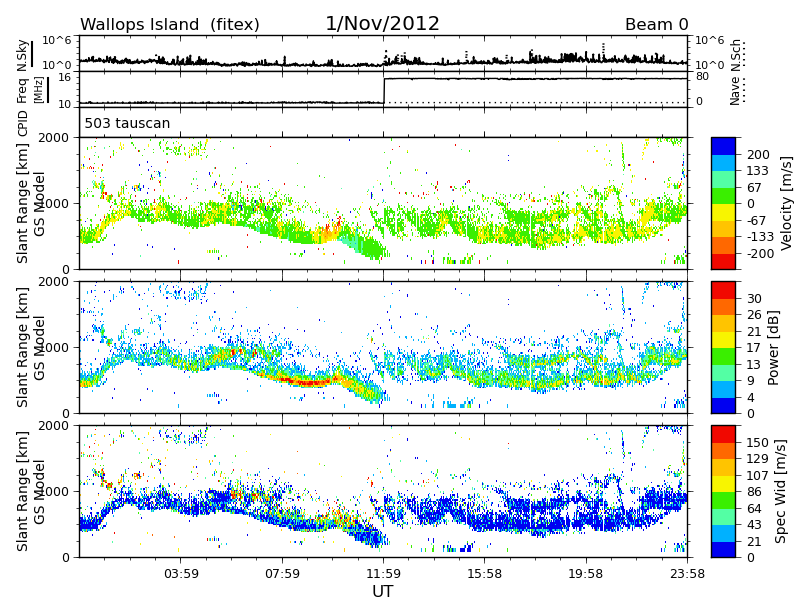 Wallops Island (fitex) 1/Nov/2012 Beam 0
N.Sky 10^6 10^0 10^6 10^0 N.Sch
Freq [MHz] 16 10 80 0 Nave
CPID 503 tauscan
Slant Range [km] GS Model 2000 1000 0
200 133 67 0 -67 -133 -200 Velocity [m/s]
Slant Range [km] GS Model 2000 1000 0
30 26 21 17 13 9 4 0 Power [dB]
Slant Range [km] GS Model 2000 1000 0
150 129 107 86 64 43 21 0 Spec Wid [m/s]
03:59 07:59 11:59 15:58 19:58 23:58
UT